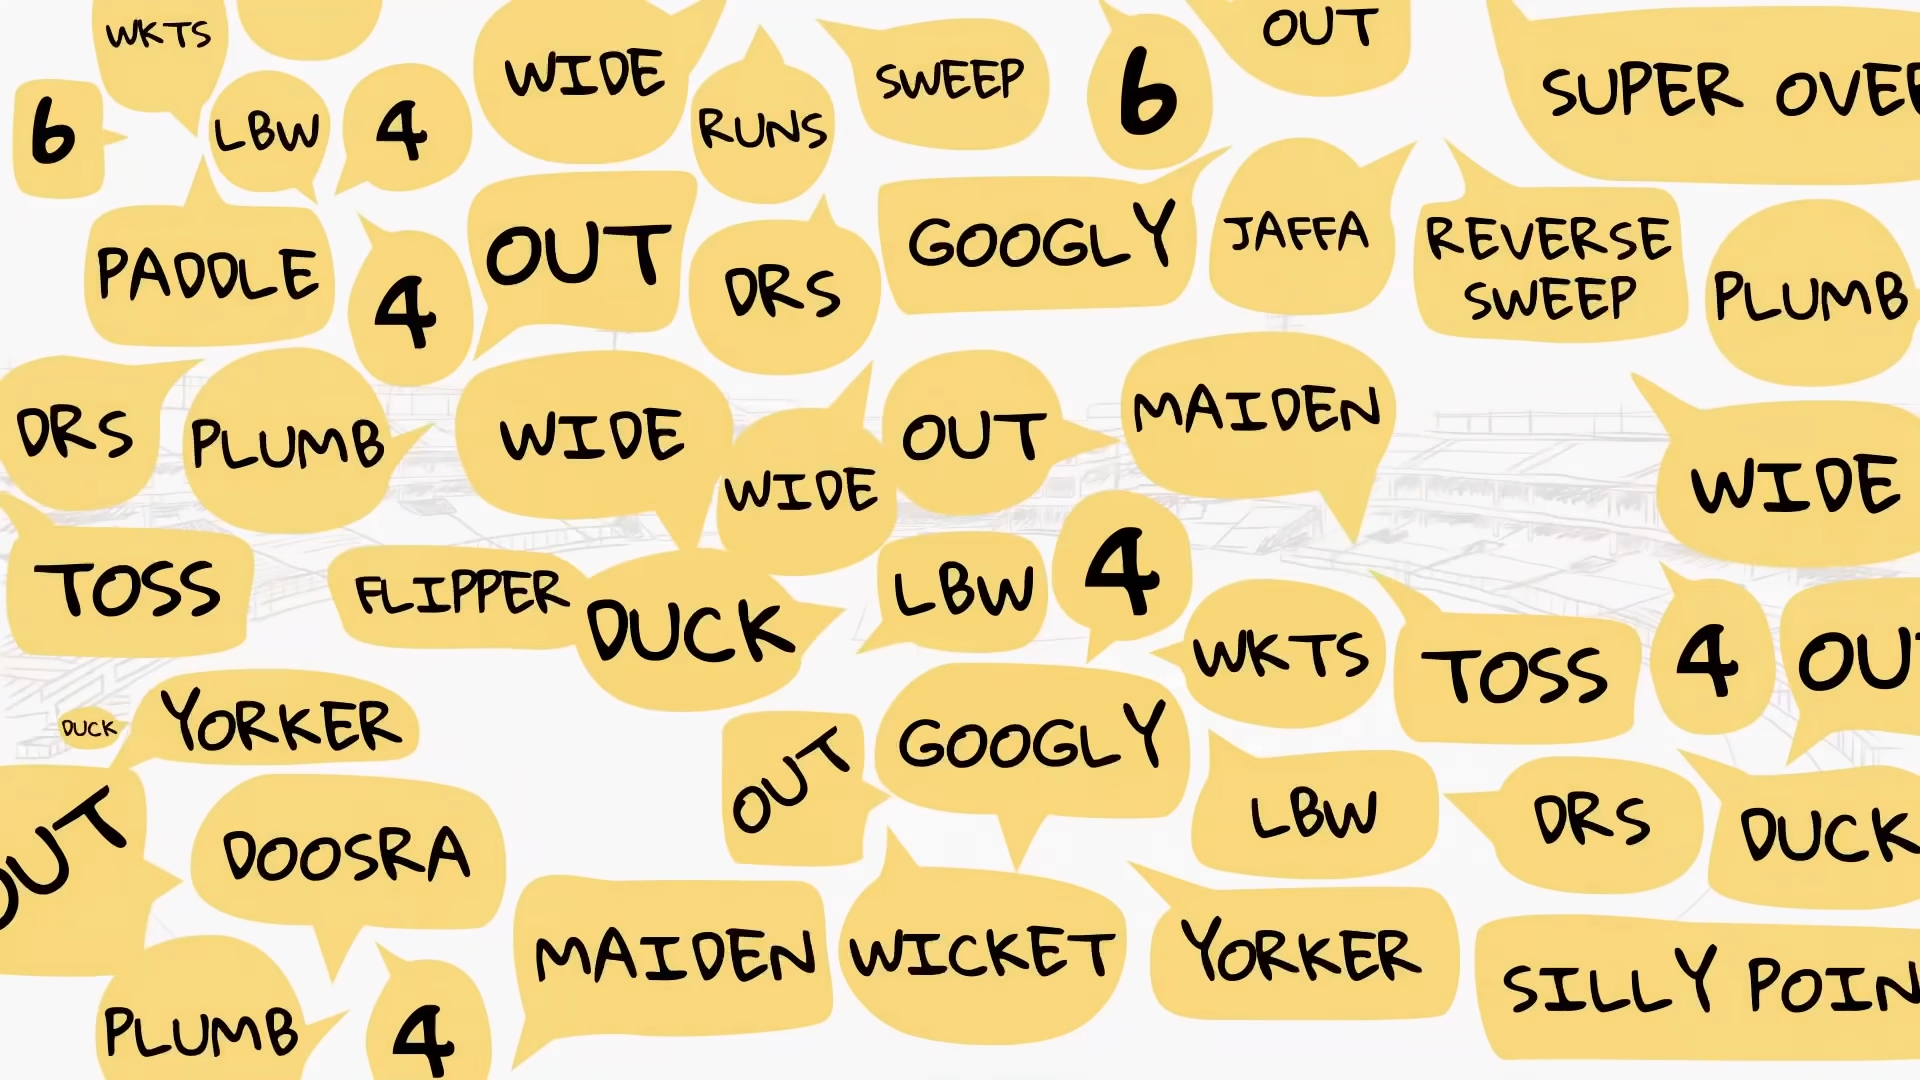 WKTS
OUT
WIDE
SWEEP
6
SUPER OVE
6
LBW
4
RUNS
PADDLE
4
OUT
DRS
GOOGLY
JAFFA
REVERSE
SWEEP
PLUMB
DRS
PLUMB
WIDE
WIDE
OUT
MAIDEN
WIDE
TOSS
FLIPPER
DUCK
LBW
4
WKTS
TOSS
4
OU
DUCK
YORKER
OUT
GOOGLY
LBW
DRS
DUCK
OUT
DOOSRA
MAIDEN
WICKET
YORKER
SILLY POIN
PLUMB
4